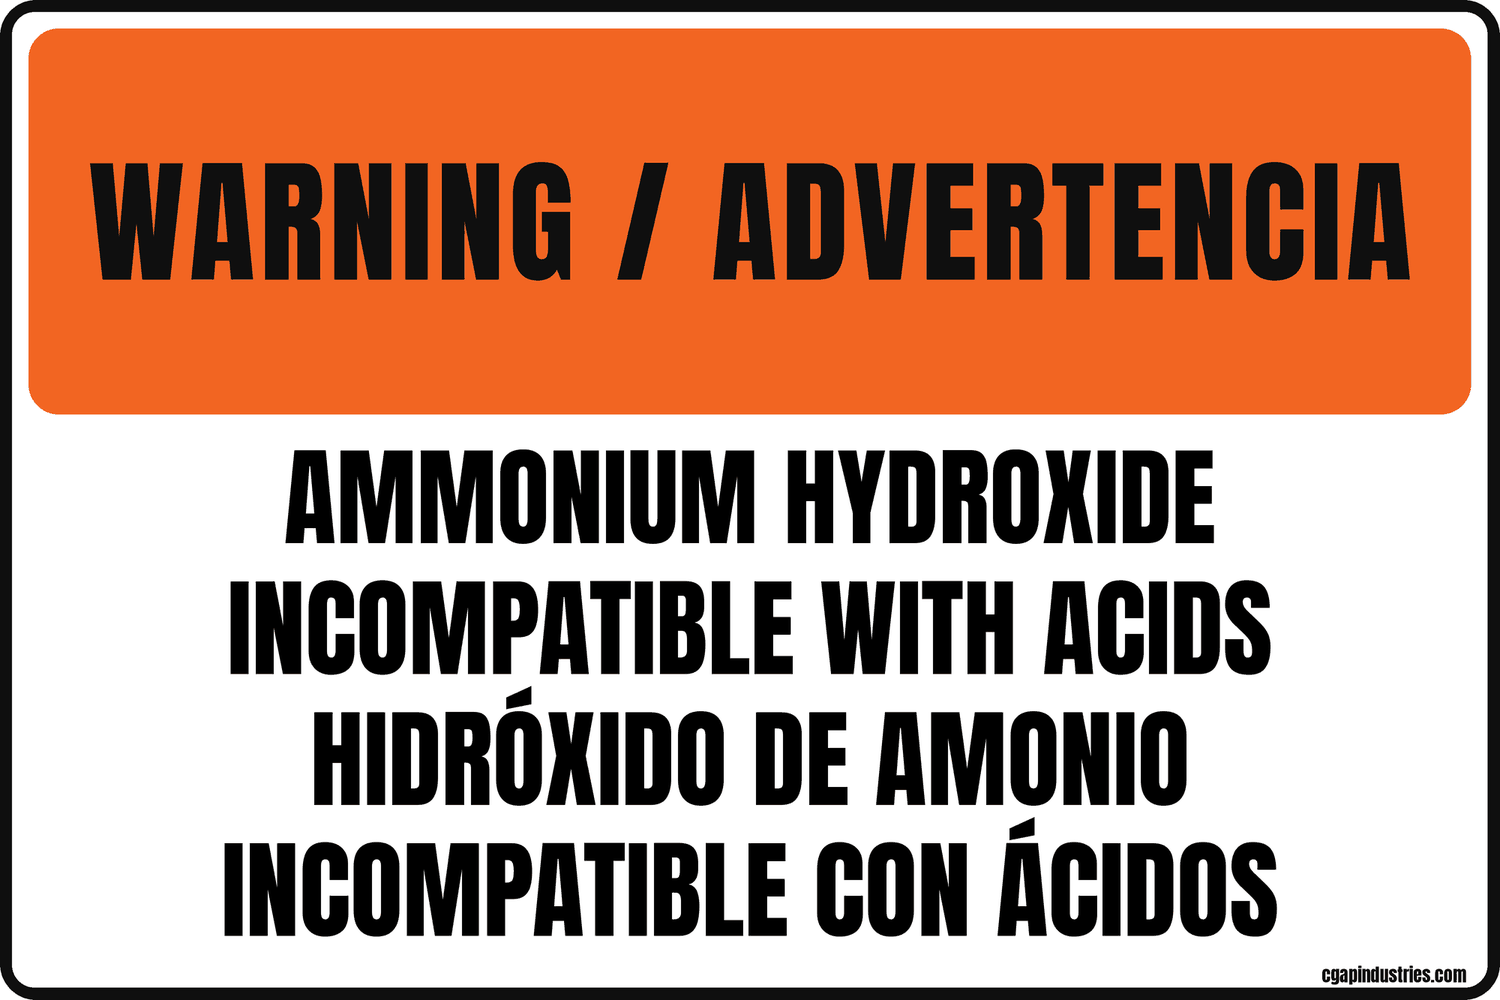 WARNING / ADVERTENCIA
AMMONIUM HYDROXIDE
INCOMPATIBLE WITH ACIDS
HIDRÓXIDO DE AMONIO
INCOMPATIBLE CON ÁCIDOS
cgapindustries.com